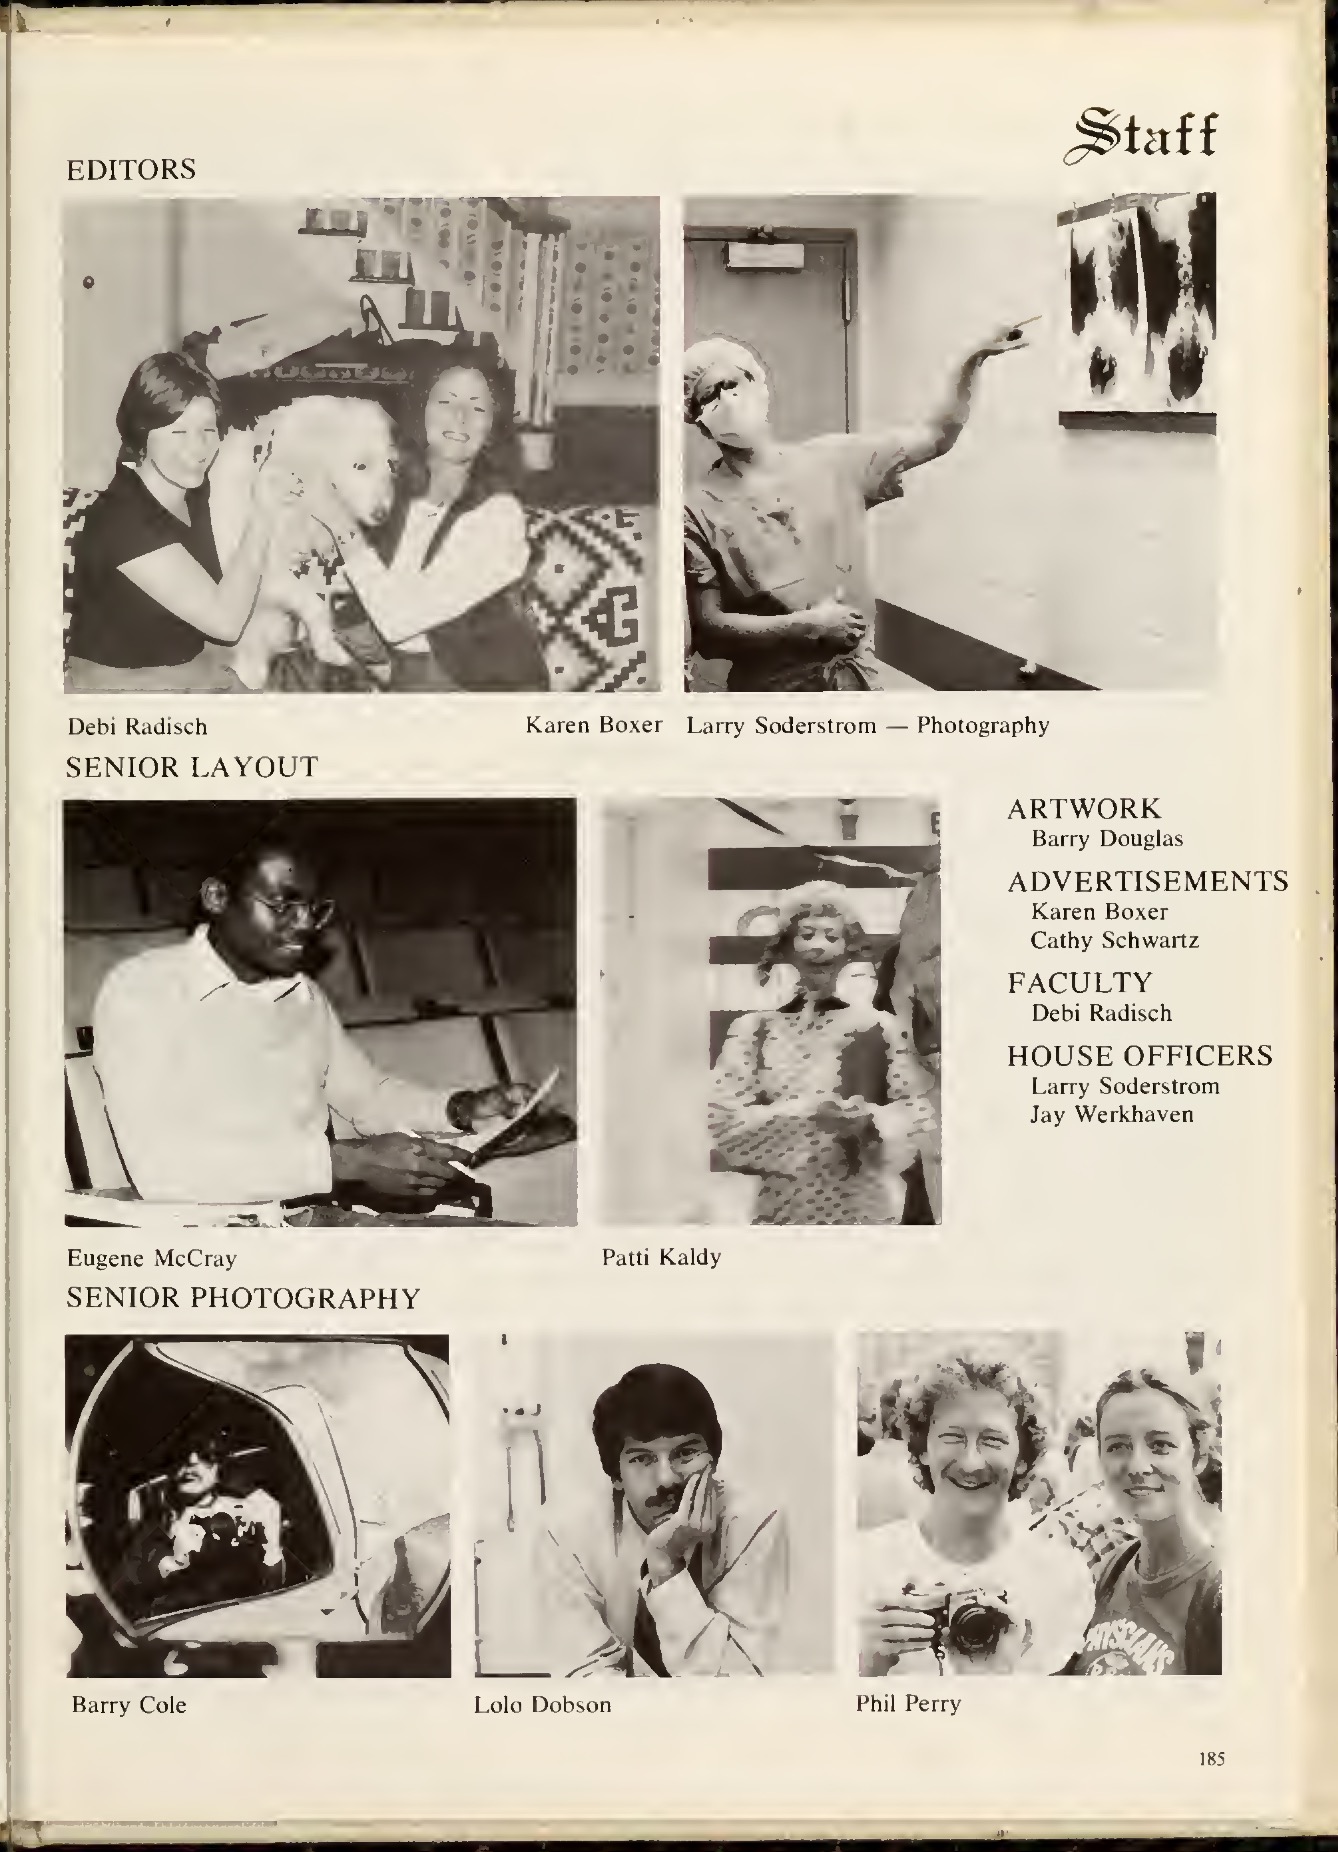 Staff
EDITORS
Debi Radisch
Karen Boxer
Larry Soderstrom — Photography
SENIOR LAYOUT
ARTWORK
Barry Douglas
ADVERTISEMENTS
Karen Boxer
Cathy Schwartz
FACULTY
Debi Radisch
HOUSE OFFICERS
Larry Soderstrom
Jay Werkhaven
Eugene McCray
Patti Kaldy
SENIOR PHOTOGRAPHY
PHYSICIANS
Barry Cole
Lolo Dobson
Phil Perry
185